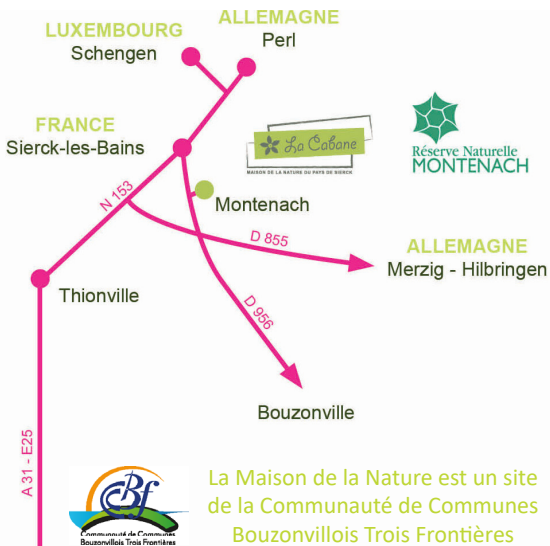 ALLEMAGNE
Perl
LUXEMBOURG
Schengen
FRANCE
Sierck-les-Bains
La Cabane
MAISON DE LA NATURE DU PAYS DE SIERCK
Réserve Naturelle
MONTENACH
N 153
Montenach
D 855
ALLEMAGNE
Merzig - Hilbringen
Thionville
D 956
Bouzonville
A 31 - E25
CBf
Communauté de Communes
Bouzonvillois Trois Frontières
La Maison de la Nature est un site
de la Communauté de Communes
Bouzonvillois Trois Frontières